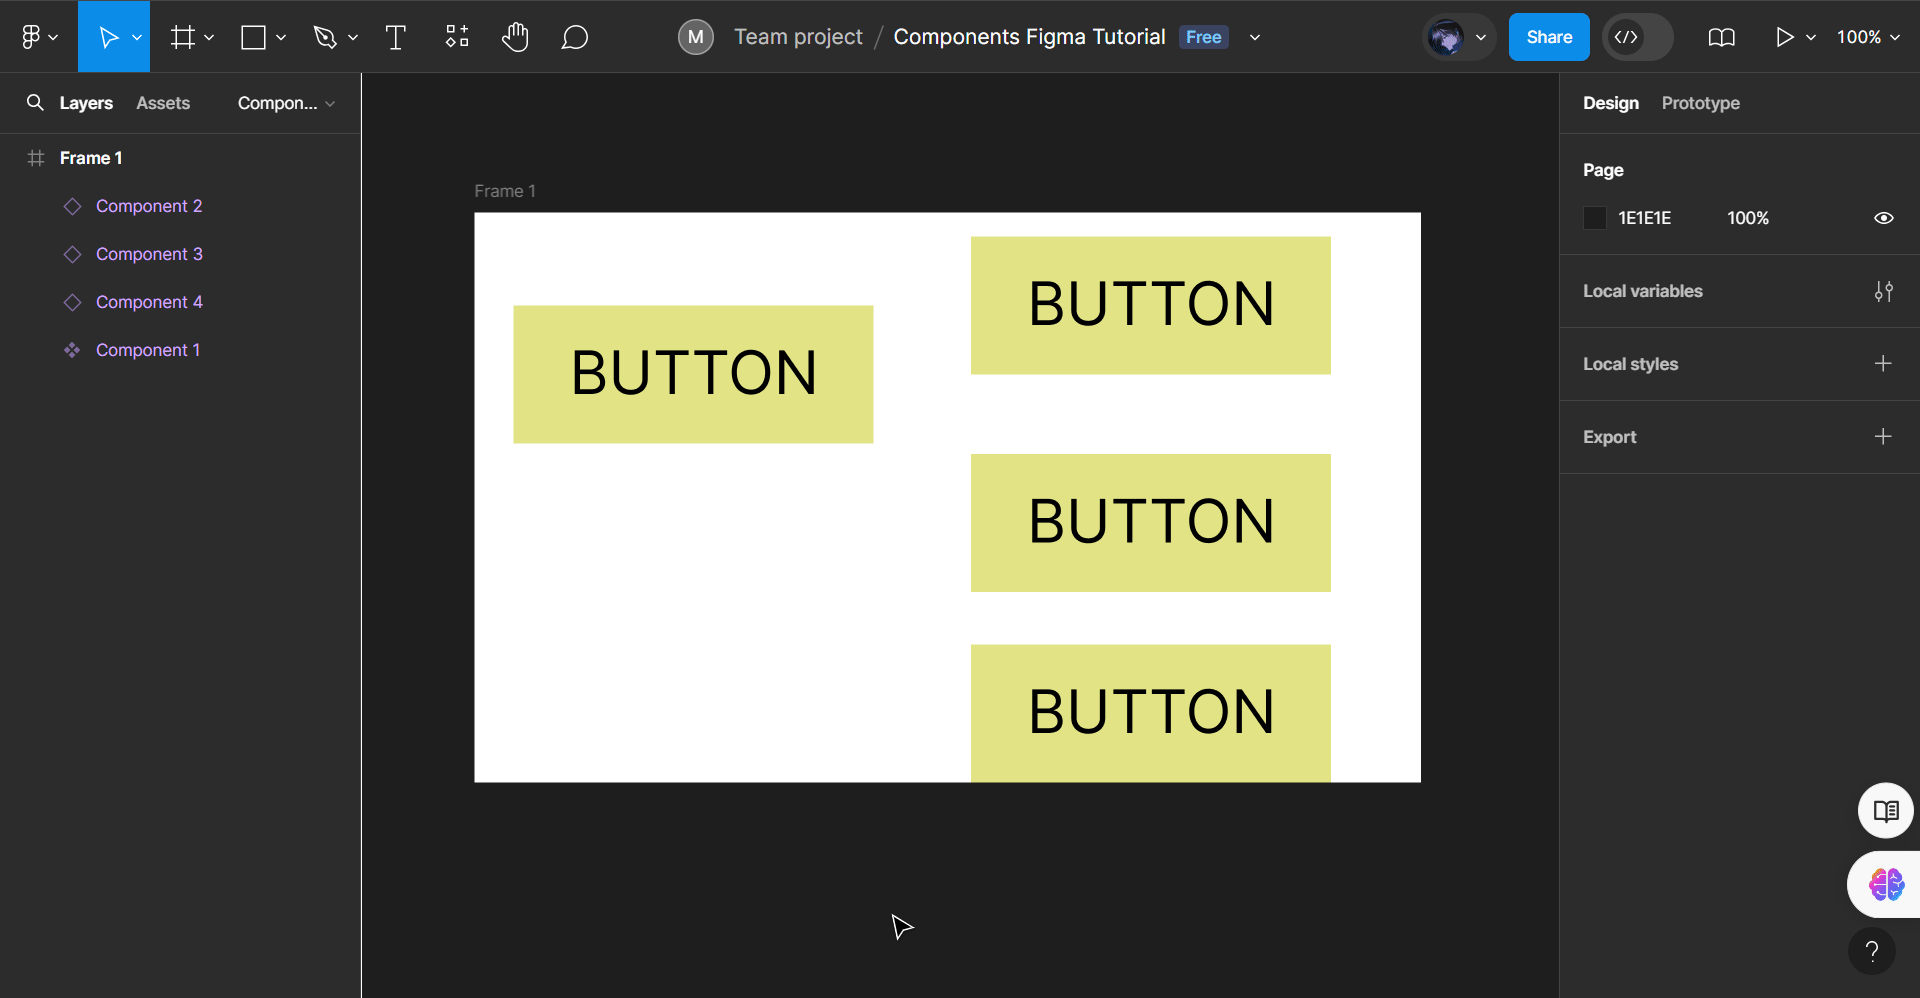 M Team project / Components Figma Tutorial Free
Share
100%
Layers Assets Compon...
Frame 1
Component 2
Component 3
Component 4
Component 1
Frame 1
BUTTON
BUTTON
BUTTON
BUTTON
Design Prototype
Page
1E1E1E 100%
Local variables
Local styles
Export
?